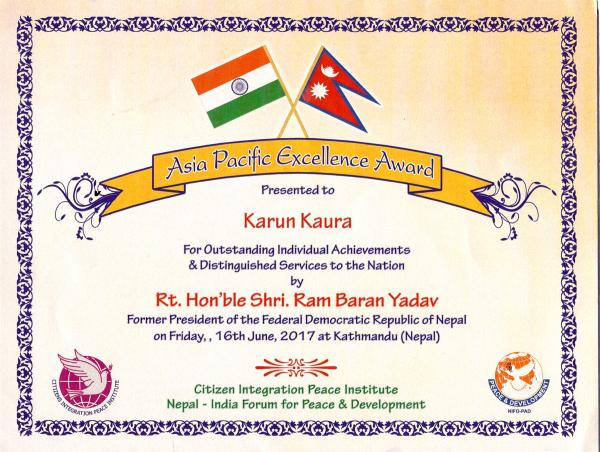 Asia Pacific Excellence Award
Presented to
Karun Kaura
For Outstanding Individual Achievements
& Distinguished Services to the Nation
by
Rt. Hon'ble Shri. Ram Baran Yadav
Former President of the Federal Democratic Republic of Nepal
on Friday, , 16th June, 2017 at Kathmandu (Nepal)
CITIZENS INTEGRATION PEACE INSTITUTE
Citizen Integration Peace Institute
Nepal - India Forum for Peace & Development
PEACE & DEVELOPMENT
NIFD-PAD